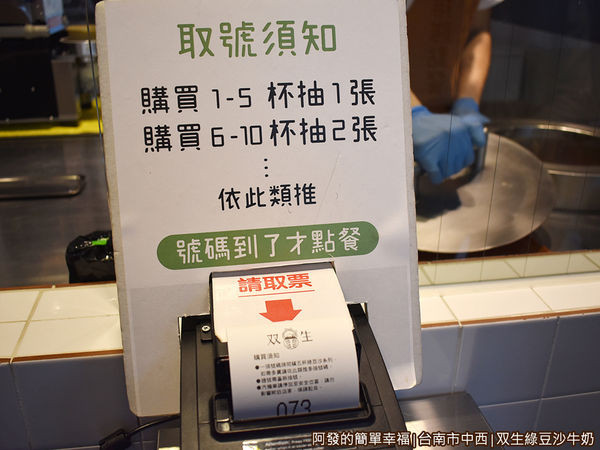 取號須知
購買 1-5 杯抽 1 張
購買 6-10 杯抽 2 張
⋮
依此類推
號碼到了才點餐
請取票
双 生
購買須知
073
阿發的簡單幸福|台南市中西|双生綠豆沙牛奶